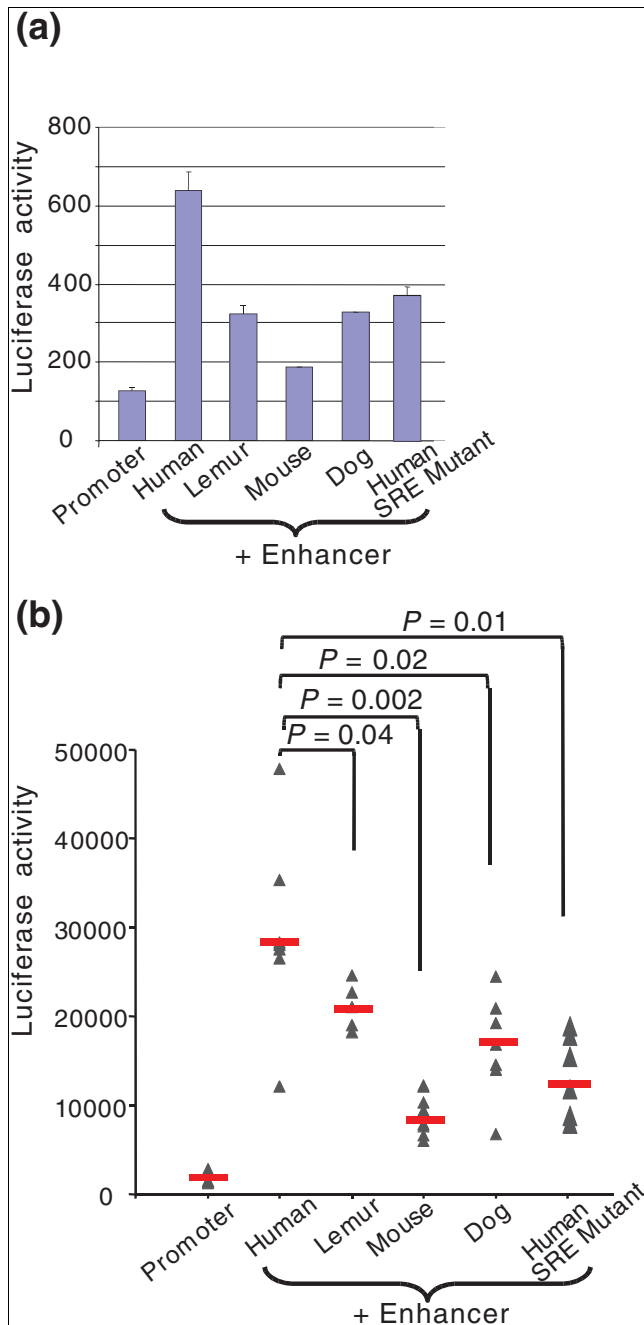 (a)
800
600
400
200
0
Luciferase activity
Promoter
Human
Lemur
Mouse
Dog
Human
SRE Mutant
+ Enhancer
(b)
P = 0.01
P = 0.02
P = 0.002
P = 0.04
50000
40000
30000
20000
10000
0
Luciferase activity
Promoter
Human
Lemur
Mouse
Dog
Human
SRE Mutant
+ Enhancer